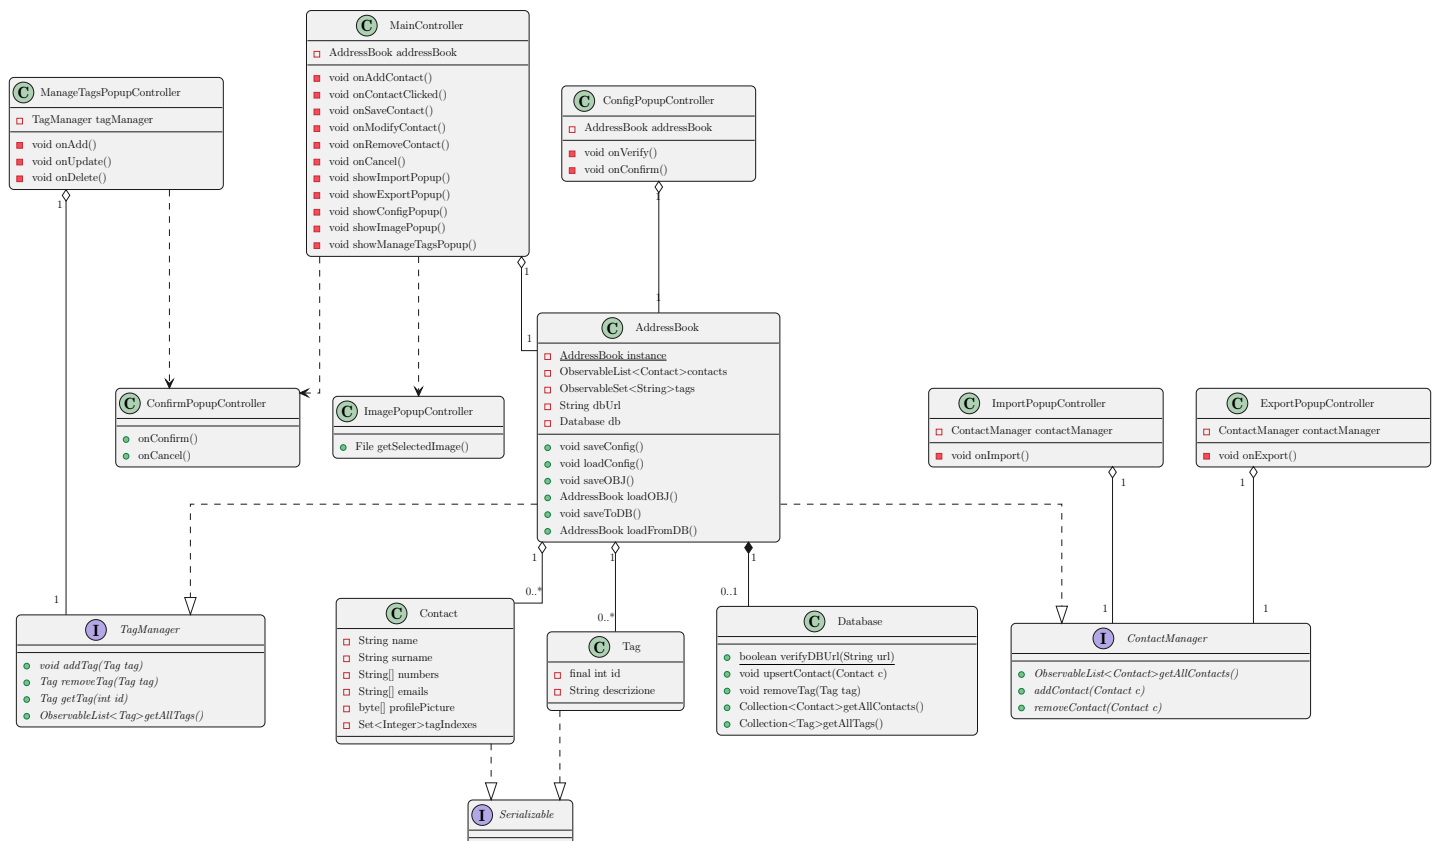 C MainController
AddressBook addressBook
void onAddContact()
void onContactClicked()
void onSaveContact()
void onModifyContact()
void onRemoveContact()
void onCancel()
void showImportPopup()
void showExportPopup()
void showConfigPopup()
void showImagePopup()
void showManageTagsPopup()
1
1
C ManageTagsPopupController
TagManager tagManager
void onAdd()
void onUpdate()
void onDelete()
1
1
C ConfigPopupController
AddressBook addressBook
void onVerify()
void onConfirm()
1
1
C AddressBook
AddressBook instance
ObservableList<Contact>contacts
ObservableSet<String>tags
String dbUrl
Database db
void saveConfig()
void loadConfig()
void saveOBJ()
AddressBook loadOBJ()
void saveToDB()
AddressBook loadFromDB()
1
0..*
1
0..*
1
0..1
C ConfirmPopupController
onConfirm()
onCancel()
C ImagePopupController
File getSelectedImage()
C ImportPopupController
ContactManager contactManager
void onImport()
1
1
C ExportPopupController
ContactManager contactManager
void onExport()
1
1
I TagManager
void addTag(Tag tag)
Tag removeTag(Tag tag)
Tag getTag(int id)
ObservableList<Tag>getAllTags()
C Contact
String name
String surname
String[] numbers
String[] emails
byte[] profilePicture
Set<Integer>tagIndexes
C Tag
final int id
String descrizione
C Database
boolean verifyDBUrl(String url)
void upsertContact(Contact c)
void removeTag(Tag tag)
Collection<Contact>getAllContacts()
Collection<Tag>getAllTags()
I ContactManager
ObservableList<Contact>getAllContacts()
addContact(Contact c)
removeContact(Contact c)
I Serializable